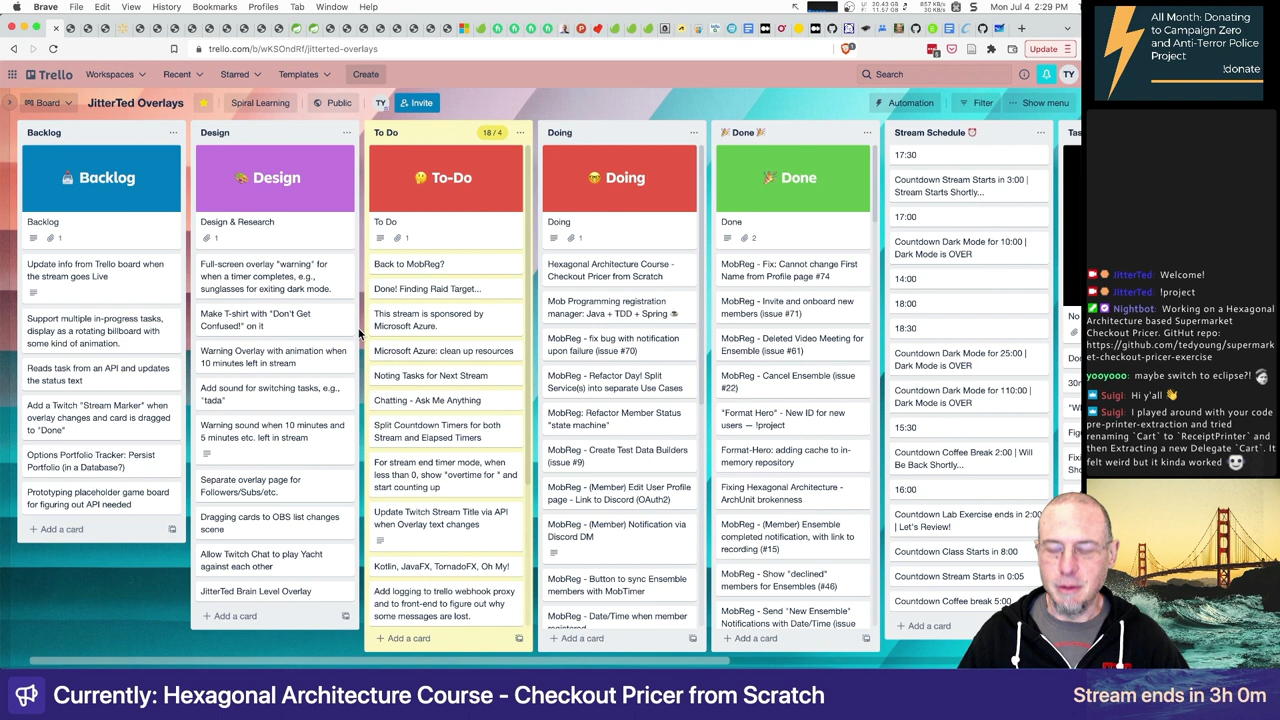 Brave File Edit View History Bookmarks Profiles Tab Window Help
U: 20.43 GB
F: 11.57 GB
857 KB/s
30 KB/s
Mon Jul 4 2:29 PM
trello.com/b/wKSOndRf/jitterted-overlays
Update
Trello Workspaces Recent Starred Templates Create
Search
TY
Board JitterTed Overlays Spiral Learning Public TY Invite
Automation Filter Show menu
Backlog
Backlog
Backlog
1
Update info from Trello board when
the stream goes Live
Support multiple in-progress tasks,
display as a rotating billboard with
some kind of animation.
Reads task from an API and updates
the status text
Add a Twitch "Stream Marker" when
overlay changes and card is dragged
to "Done"
Options Portfolio Tracker: Persist
Portfolio (in a Database?)
Prototyping placeholder game board
for figuring out API needed
+ Add a card
Design
Design
Design & Research
1
Full-screen overlay "warning" for
when a timer completes, e.g.,
sunglasses for exiting dark mode.
Make T-shirt with "Don't Get
Confused!" on it
Warning Overlay with animation when
10 minutes left in stream
Add sound for switching tasks, e.g.,
"tada"
Warning sound when 10 minutes and
5 minutes etc. left in stream
Separate overlay page for
Followers/Subs/etc.
Dragging cards to OBS list changes
scene
Allow Twitch Chat to play Yacht
against each other
JitterTed Brain Level Overlay
+ Add a card
To Do
18 / 4
To-Do
To Do
1
Back to MobReg?
Done! Finding Raid Target...
This stream is sponsored by
Microsoft Azure.
Microsoft Azure: clean up resources
Noting Tasks for Next Stream
Chatting - Ask Me Anything
Split Countdown Timers for both
Stream and Elapsed Timers
For stream end timer mode, when
less than 0, show "overtime for " and
start counting up
Update Twitch Stream Title via API
when Overlay text changes
Kotlin, JavaFX, TornadoFX, Oh My!
Add logging to trello webhook proxy
and to front-end to figure out why
some messages are lost.
+ Add a card
Doing
Doing
Doing
1
Hexagonal Architecture Course -
Checkout Pricer from Scratch
Mob Programming registration
manager: Java + TDD + Spring
MobReg - fix bug with notification
upon failure (issue #70)
MobReg - Refactor Day! Split
Service(s) into separate Use Cases
MobReg: Refactor Member Status
"state machine"
MobReg - Create Test Data Builders
(issue #9)
MobReg - (Member) Edit User Profile
page - Link to Discord (OAuth2)
MobReg - (Member) Notification via
Discord DM
MobReg - Button to sync Ensemble
members with MobTimer
MobReg - Date/Time when member
registered
+ Add a card
Done
Done
Done
2
MobReg - Fix: Cannot change First
Name from Profile page #74
MobReg - Invite and onboard new
members (issue #71)
MobReg - Deleted Video Meeting for
Ensemble (issue #61)
MobReg - Cancel Ensemble (issue
#22)
"Format Hero" - New ID for new
users — !project
Format-Hero: adding cache to in-
memory repository
Fixing Hexagonal Architecture -
ArchUnit brokenness
MobReg - (Member) Ensemble
completed notification, with link to
recording (#15)
MobReg - Show "declined"
members for Ensembles (#46)
MobReg - Send "New Ensemble"
Notifications with Date/Time (issue
+ Add a card
Stream Schedule
17:30
Countdown Stream Starts in 3:00 |
Stream Starts Shortly...
17:00
Countdown Dark Mode for 10:00 |
Dark Mode is OVER
14:00
18:00
18:30
Countdown Dark Mode for 25:00 |
Dark Mode is OVER
Countdown Dark Mode for 110:00 |
Dark Mode is OVER
15:30
Countdown Coffee Break 2:00 | Will
Be Back Shortly...
16:00
Countdown Lab Exercise ends in 2:00
| Let's Review!
Countdown Class Starts in 8:00
Countdown Stream Starts in 0:05
Countdown Coffee break 5:00
+ Add a card
All Month: Donating
to Campaign Zero
and Anti-Terror Police
Project
!donate
JitterTed: Welcome!
JitterTed: !project
Nightbot: Working on a Hexagonal
Architecture based Supermarket
Checkout Pricer. GitHut repo:
https://github.com/tedyoung/supermark
et-checkout-pricer-exercise
yooyooo: maybe switch to eclipse?!
Suigi: Hi y'all
Suigi: I played around with your code
pre-printer-extraction and tried
renaming `Cart` to `ReceiptPrinter` and
then Extracting a new Delegate `Cart`. It
felt weird but it kinda worked
Currently: Hexagonal Architecture Course - Checkout Pricer from Scratch
Stream ends in 3h 0m